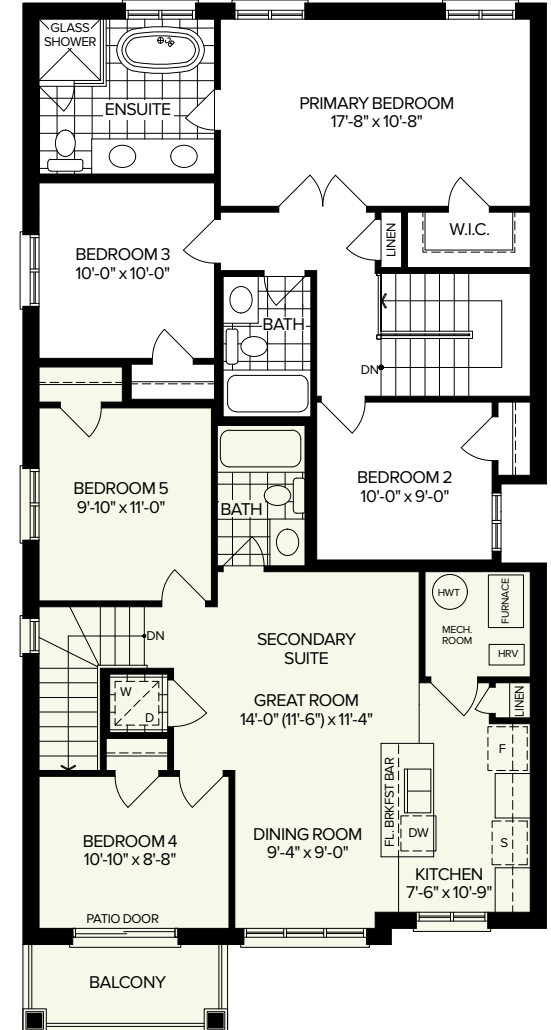 GLASS
SHOWER
ENSUITE
PRIMARY BEDROOM
17'-8" x 10'-8"
LINEN
W.I.C.
BEDROOM 3
10'-0" x 10'-0"
BATH
DN
BEDROOM 2
10'-0" x 9'-0"
BEDROOM 5
9'-10" x 11'-0"
BATH
HWT
FURNACE
MECH.
ROOM
HRV
DN
SECONDARY
SUITE
W
D
GREAT ROOM
14'-0" (11'-6") x 11'-4"
LINEN
F
FL. BRKFST BAR
DW
S
BEDROOM 4
10'-10" x 8'-8"
DINING ROOM
9'-4" x 9'-0"
KITCHEN
7'-6" x 10'-9"
PATIO DOOR
BALCONY